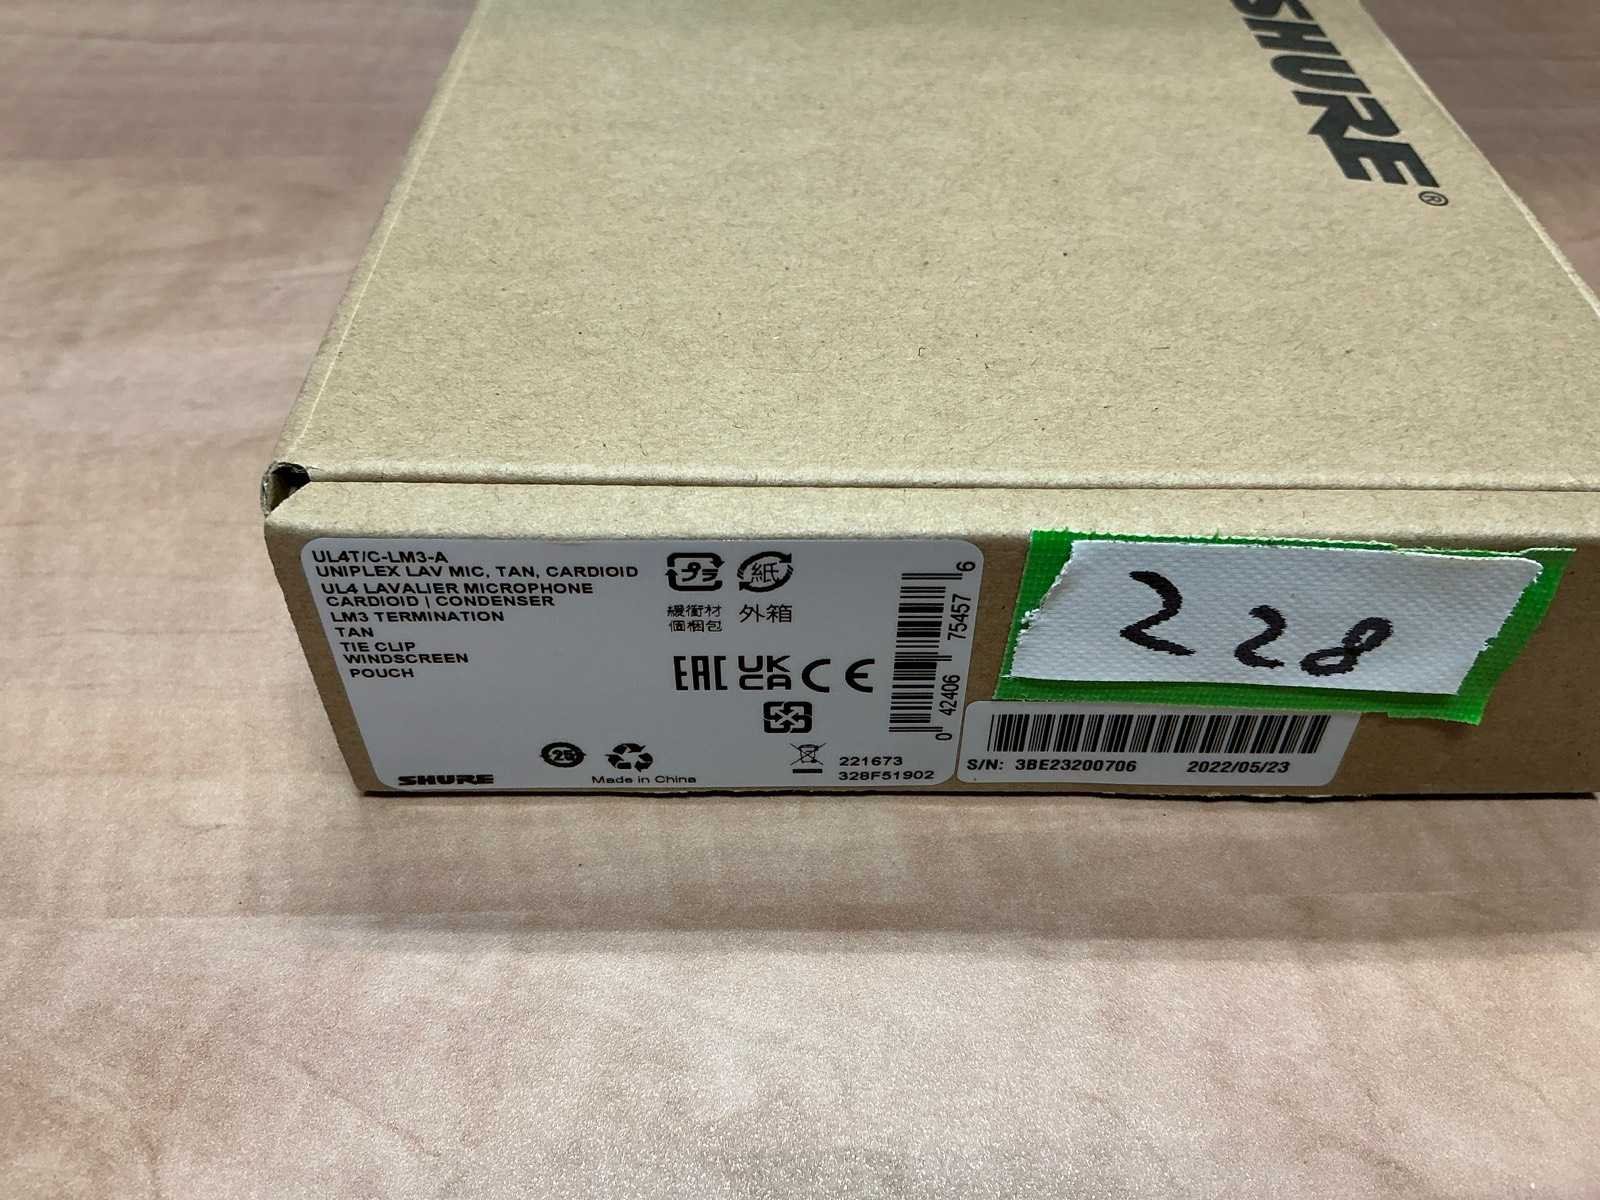 SHURE®
UL4T/C-LM3-A
UNIPLEX LAV MIC, TAN, CARDIOID
UL4 LAVALIER MICROPHONE
CARDIOID | CONDENSER
LM3 TERMINATION
TAN
TIE CLIP
WINDSCREEN
POUCH
プラ
紙
緩衝材
個梱包
外箱
EAC
UK
CA
CE
0 42406 75457 6
25
SHURE
Made in China
221673
328F51902
228
S/N: 3BE23200706 2022/05/23